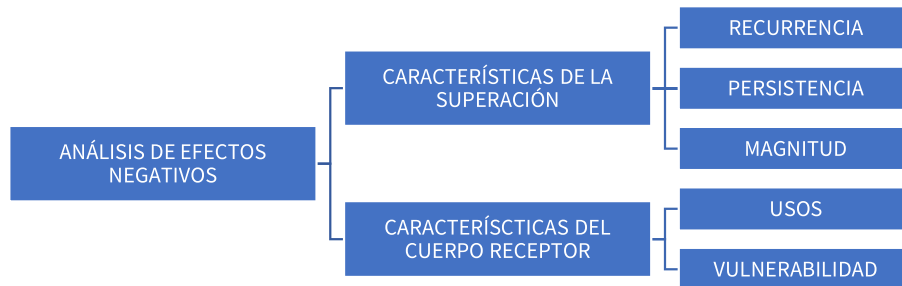 ANÁLISIS DE EFECTOS
NEGATIVOS
CARACTERÍSTICAS DE LA
SUPERACIÓN
RECURRENCIA
PERSISTENCIA
MAGNITUD
CARACTERÍSCTICAS DEL
CUERPO RECEPTOR
USOS
VULNERABILIDAD